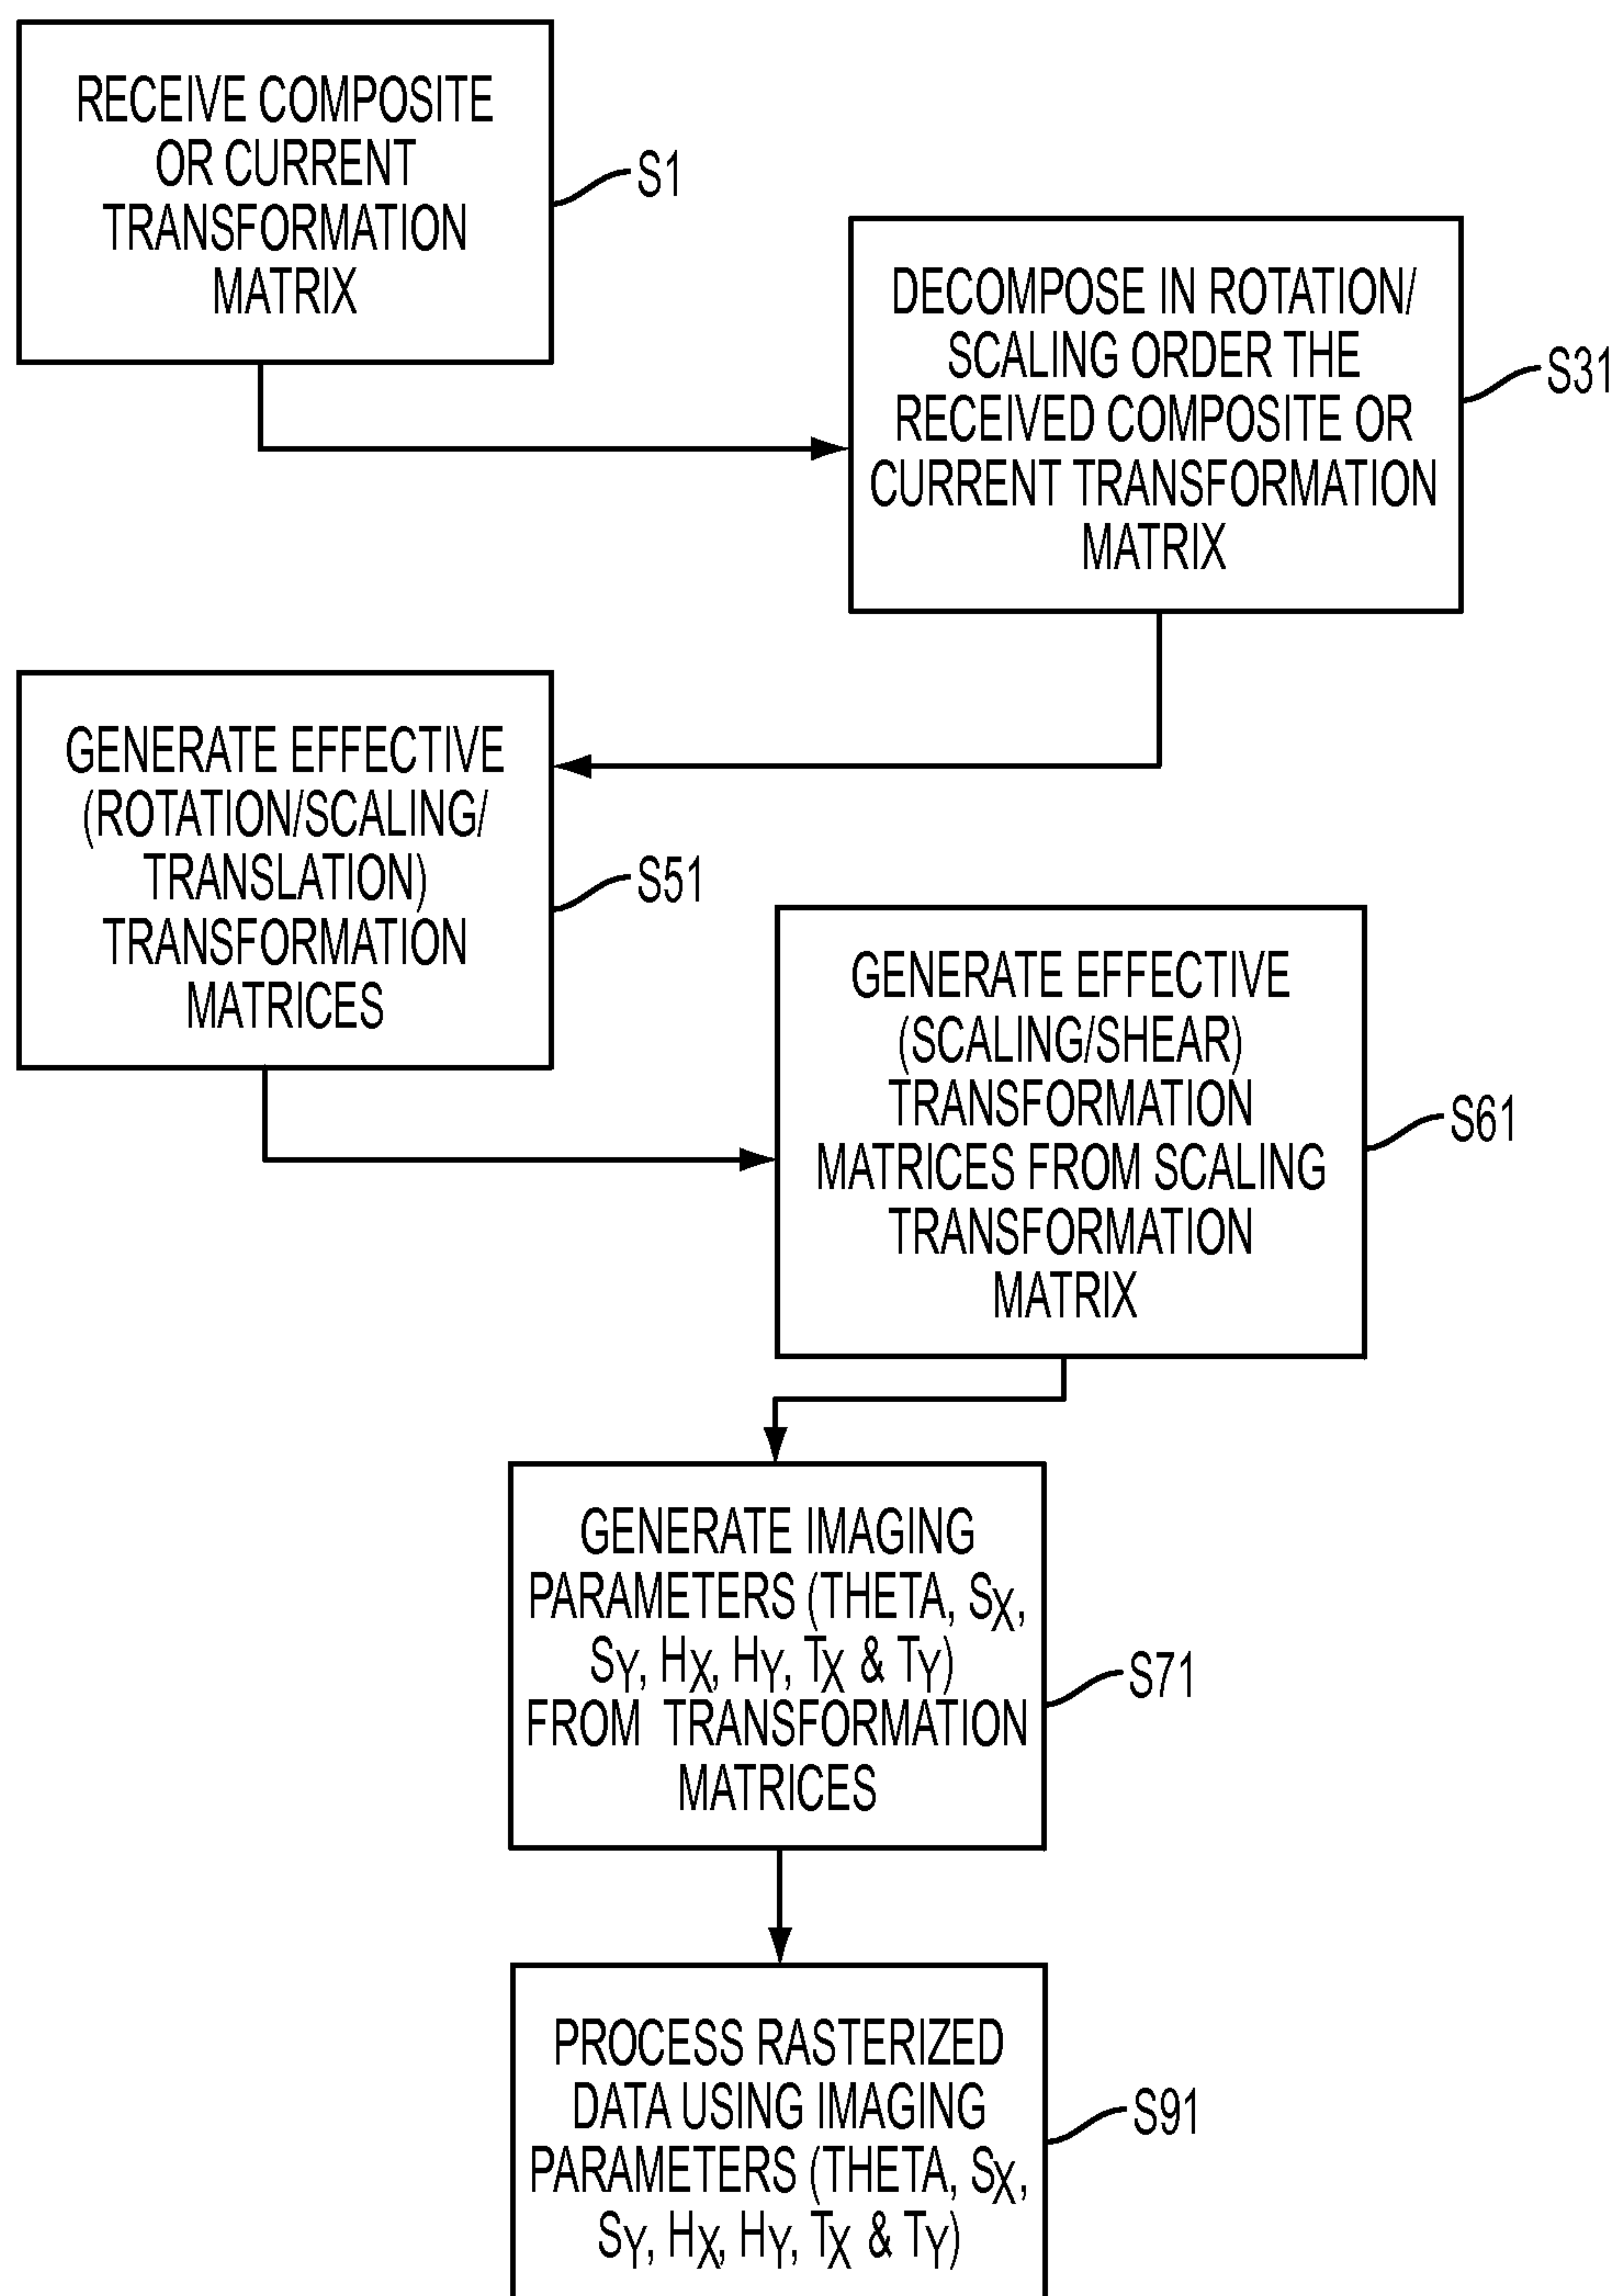 RECEIVE COMPOSITE
OR CURRENT
TRANSFORMATION
MATRIX
S1
DECOMPOSE IN ROTATION/
SCALING ORDER THE
RECEIVED COMPOSITE OR
CURRENT TRANSFORMATION
MATRIX
S31
GENERATE EFFECTIVE
(ROTATION/SCALING/
TRANSLATION)
TRANSFORMATION
MATRICES
S51
GENERATE EFFECTIVE
(SCALING/SHEAR)
TRANSFORMATION
MATRICES FROM SCALING
TRANSFORMATION
MATRIX
S61
GENERATE IMAGING
PARAMETERS (THETA, SX,
SY, HX, HY, TX & TY)
FROM TRANSFORMATION
MATRICES
S71
PROCESS RASTERIZED
DATA USING IMAGING
PARAMETERS (THETA, SX,
SY, HX, HY, TX & TY)
S91